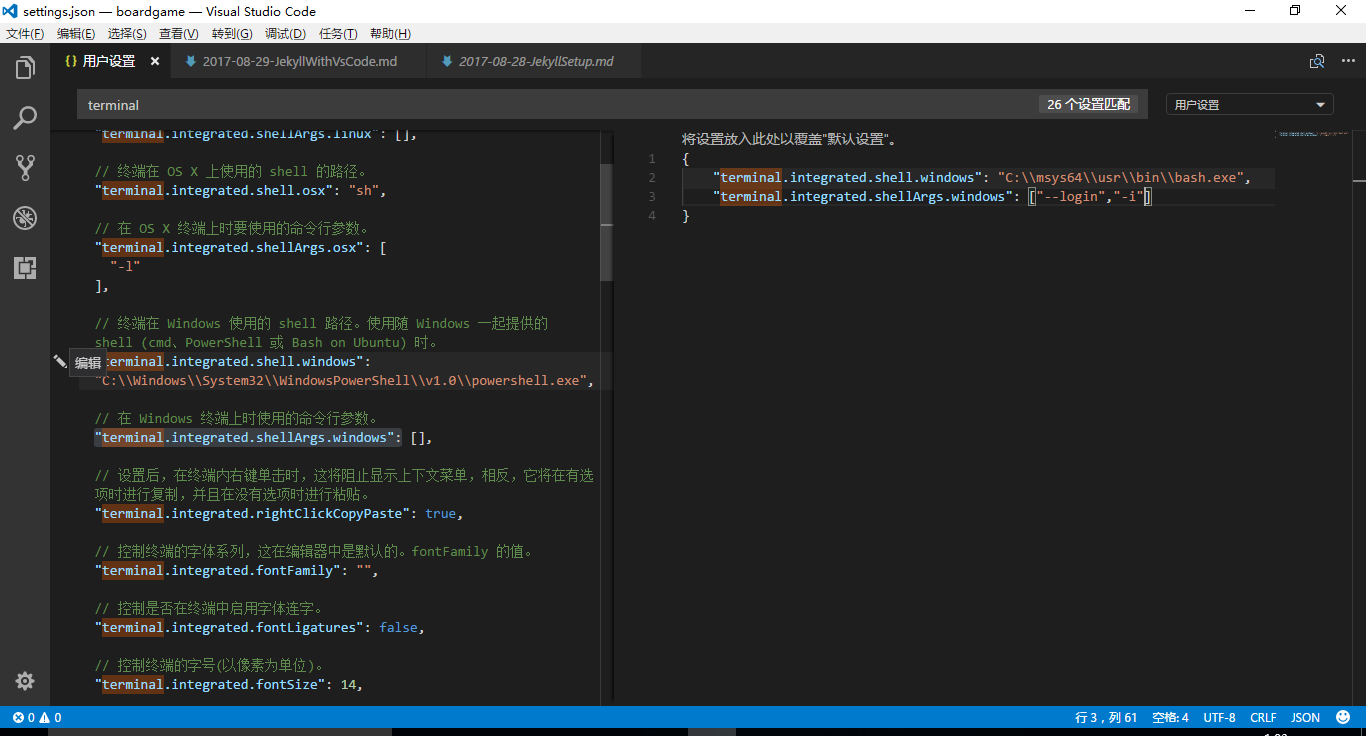 settings.json — boardgame — Visual Studio Code
文件(F) 编辑(E) 选择(S) 查看(V) 转到(G) 调试(D) 任务(T) 帮助(H)
{} 用户设置 × 2017-08-29-JekyllWithVsCode.md 2017-08-28-JekyllSetup.md
terminal 26 个设置匹配 用户设置
"terminal.integrated.shellArgs.linux": [],
// 终端在 OS X 上使用的 shell 的路径。
"terminal.integrated.shell.osx": "sh",
// 在 OS X 终端上时要使用的命令行参数。
"terminal.integrated.shellArgs.osx": [
"-l"
],
// 终端在 Windows 使用的 shell 路径。使用随 Windows 一起提供的
shell (cmd、PowerShell 或 Bash on Ubuntu) 时。
编辑 terminal.integrated.shell.windows":
"C:\\Windows\\System32\\WindowsPowerShell\\v1.0\\powershell.exe",
// 在 Windows 终端上时使用的命令行参数。
"terminal.integrated.shellArgs.windows": [],
// 设置后，在终端内右键单击时，这将阻止显示上下文菜单，相反，它将在有选
项时进行复制，并且在没有选项时进行粘贴。
"terminal.integrated.rightClickCopyPaste": true,
// 控制终端的字体系列，这在编辑器中是默认的。fontFamily 的值。
"terminal.integrated.fontFamily": "",
// 控制是否在终端中启用字体连字。
"terminal.integrated.fontLigatures": false,
// 控制终端的字号(以像素为单位)。
"terminal.integrated.fontSize": 14,
将设置放入此处以覆盖"默认设置"。
1 {
2 "terminal.integrated.shell.windows": "C:\\msys64\\usr\\bin\\bash.exe",
3 "terminal.integrated.shellArgs.windows": ["--login","-i"]
4 }
0 0 行 3，列 61 空格: 4 UTF-8 CRLF JSON